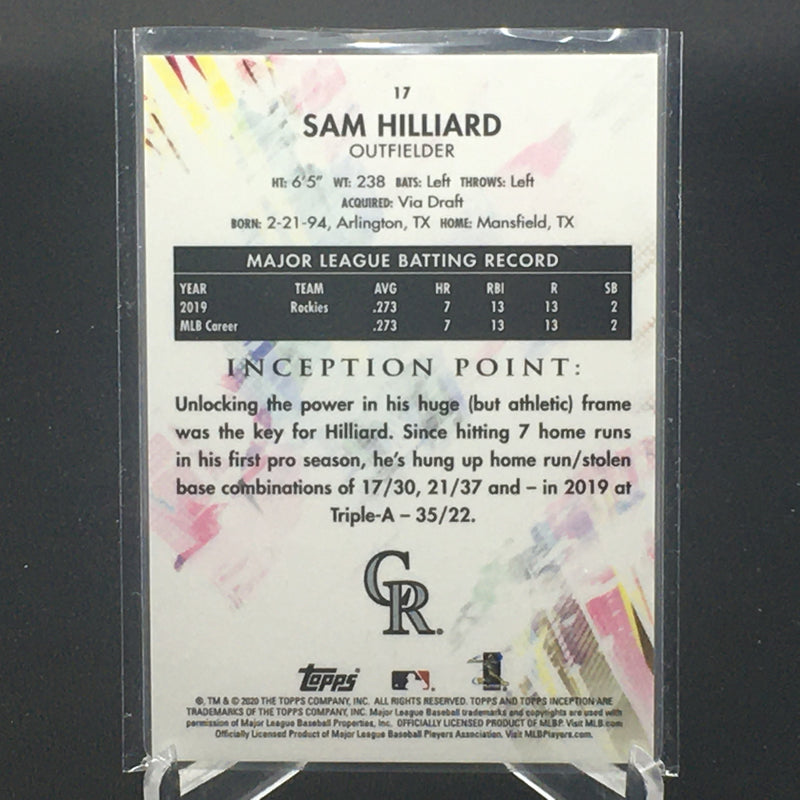 17
SAM HILLIARD
OUTFIELDER
HT: 6'5" WT: 238 BATS: Left THROWS: Left
ACQUIRED: Via Draft
BORN: 2-21-94, Arlington, TX HOME: Mansfield, TX
MAJOR LEAGUE BATTING RECORD
YEAR TEAM AVG HR RBI R SB
2019 Rockies .273 7 13 13 2
MLB Career .273 7 13 13 2
INCEPTION POINT:
Unlocking the power in his huge (but athletic) frame
was the key for Hilliard. Since hitting 7 home runs
in his first pro season, he's hung up home run/stolen
base combinations of 17/30, 21/37 and – in 2019 at
Triple-A – 35/22.
CR
topps
®, TM & © 2020 THE TOPPS COMPANY, INC. ALL RIGHTS RESERVED. TOPPS AND TOPPS INCEPTION ARE
TRADEMARKS OF THE TOPPS COMPANY, INC. Major League Baseball trademarks and copyrights are used with
permission of Major League Baseball Properties, Inc. OFFICIALLY LICENSED PRODUCT OF MLBP. Visit MLB.com
Officially Licensed Product of Major League Baseball Players Association. Visit MLBPlayers.com.